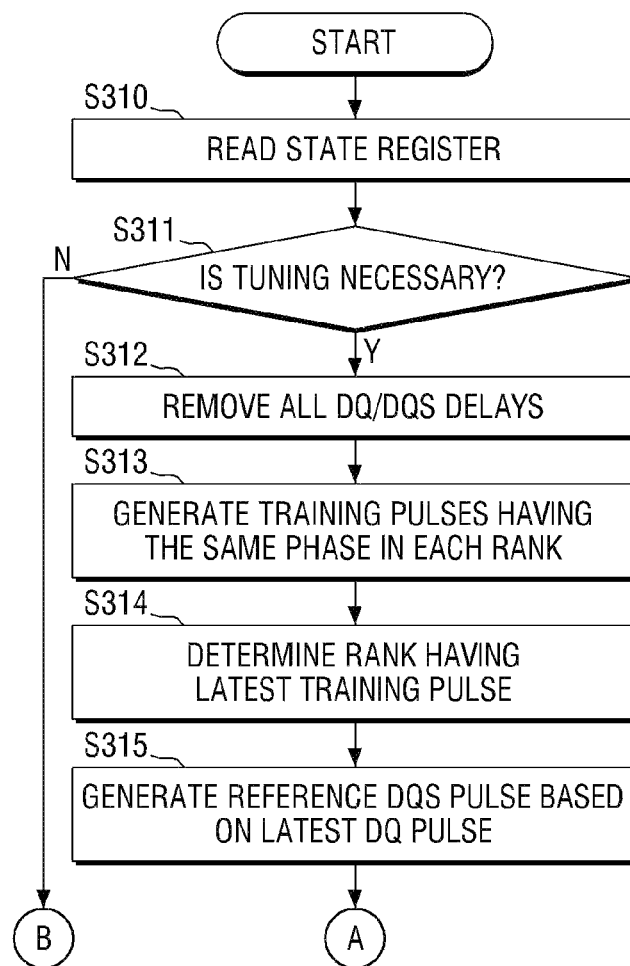 START
S310
READ STATE REGISTER
S311
N
IS TUNING NECESSARY?
Y
S312
REMOVE ALL DQ/DQS DELAYS
S313
GENERATE TRAINING PULSES HAVING
THE SAME PHASE IN EACH RANK
S314
DETERMINE RANK HAVING
LATEST TRAINING PULSE
S315
GENERATE REFERENCE DQS PULSE BASED
ON LATEST DQ PULSE
B
A